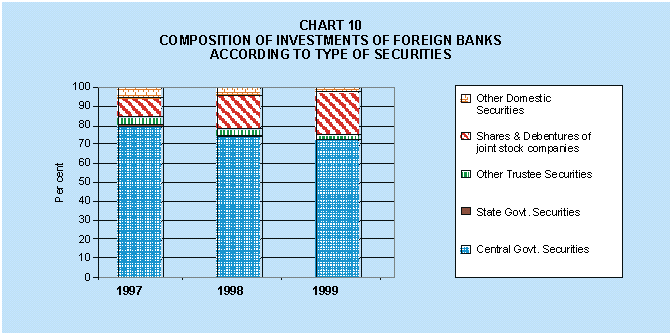 CHART 10
COMPOSITION OF INVESTMENTS OF FOREIGN BANKS
ACCORDING TO TYPE OF SECURITIES
Per cent
100
90
80
70
60
50
40
30
20
10
0
1997
1998
1999
Other Domestic
Securities
Shares & Debentures of
joint stock companies
Other Trustee Securities
State Govt. Securities
Central Govt. Securities